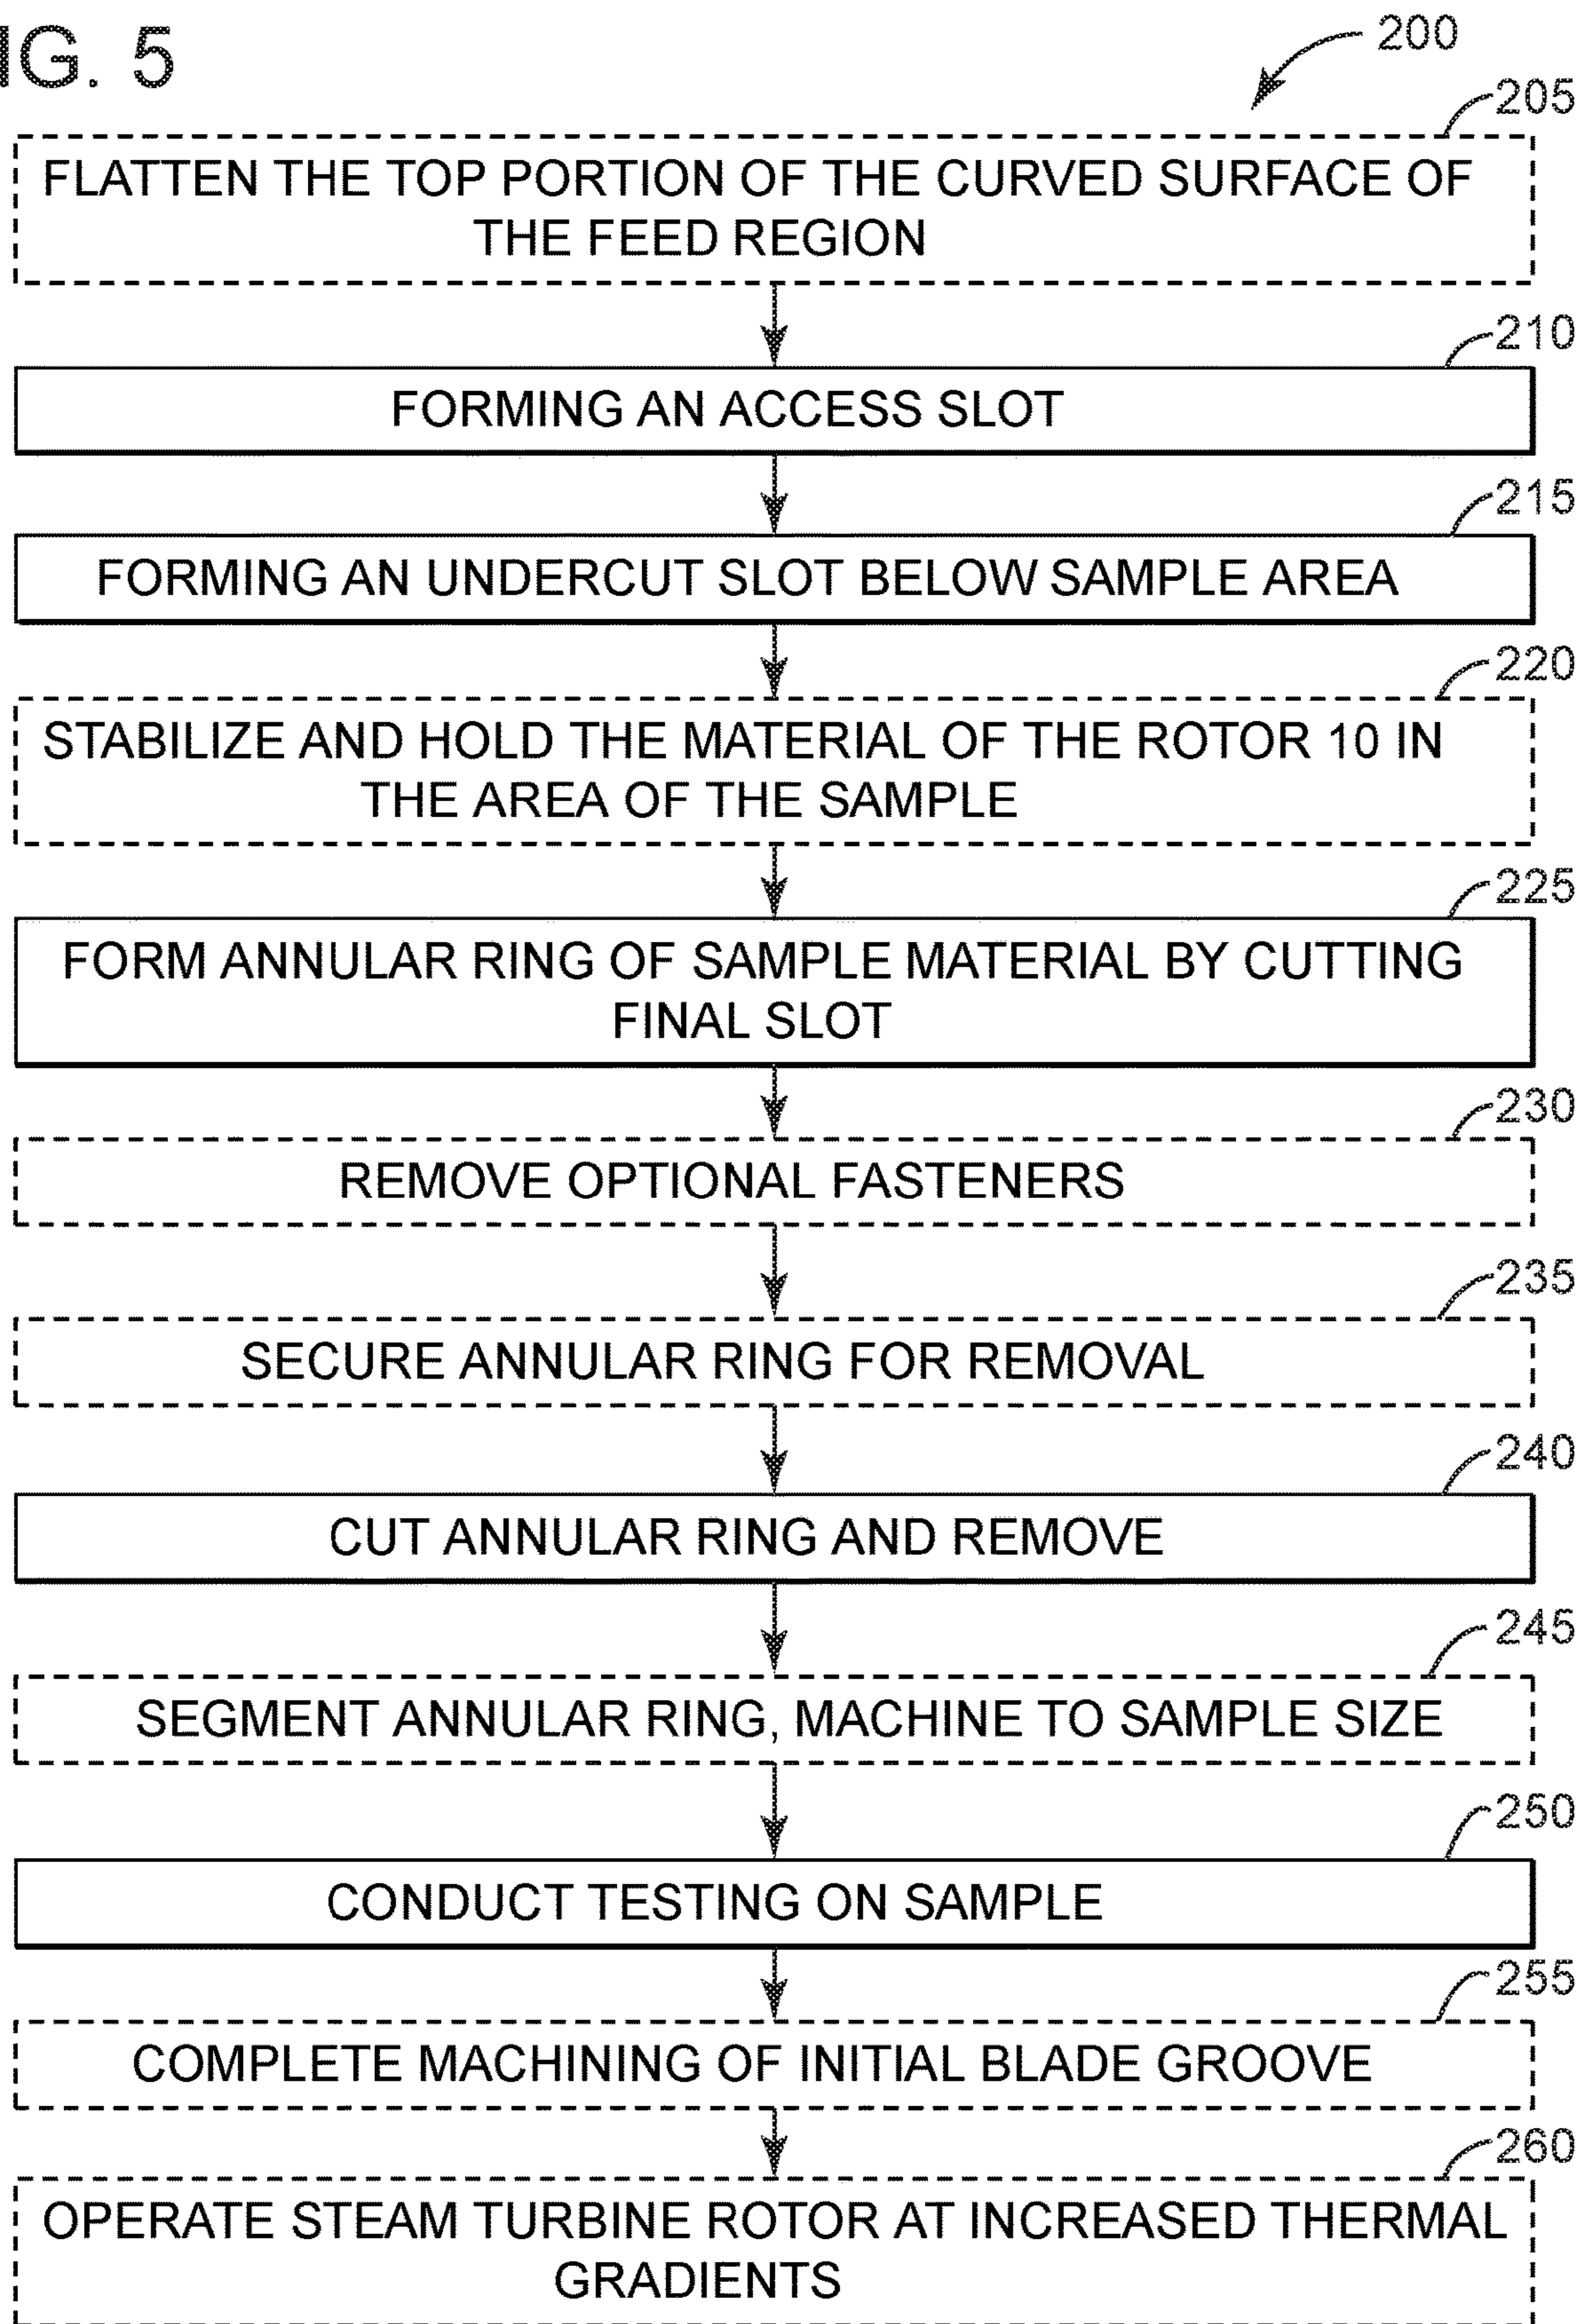 IG. 5
200
205
FLATTEN THE TOP PORTION OF THE CURVED SURFACE OF
THE FEED REGION
210
FORMING AN ACCESS SLOT
215
FORMING AN UNDERCUT SLOT BELOW SAMPLE AREA
220
STABILIZE AND HOLD THE MATERIAL OF THE ROTOR 10 IN
THE AREA OF THE SAMPLE
225
FORM ANNULAR RING OF SAMPLE MATERIAL BY CUTTING
FINAL SLOT
230
REMOVE OPTIONAL FASTENERS
235
SECURE ANNULAR RING FOR REMOVAL
240
CUT ANNULAR RING AND REMOVE
245
SEGMENT ANNULAR RING, MACHINE TO SAMPLE SIZE
250
CONDUCT TESTING ON SAMPLE
255
COMPLETE MACHINING OF INITIAL BLADE GROOVE
260
OPERATE STEAM TURBINE ROTOR AT INCREASED THERMAL
GRADIENTS